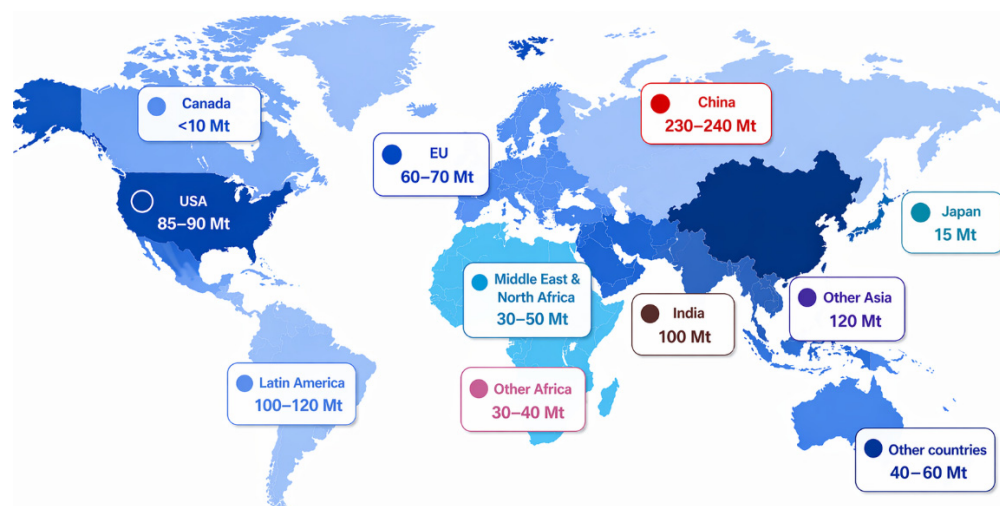 Canada
<10 Mt
China
230–240 Mt
EU
60–70 Mt
USA
85–90 Mt
Japan
15 Mt
Middle East &
North Africa
30–50 Mt
Other Asia
120 Mt
India
100 Mt
Latin America
100–120 Mt
Other Africa
30–40 Mt
Other countries
40–60 Mt